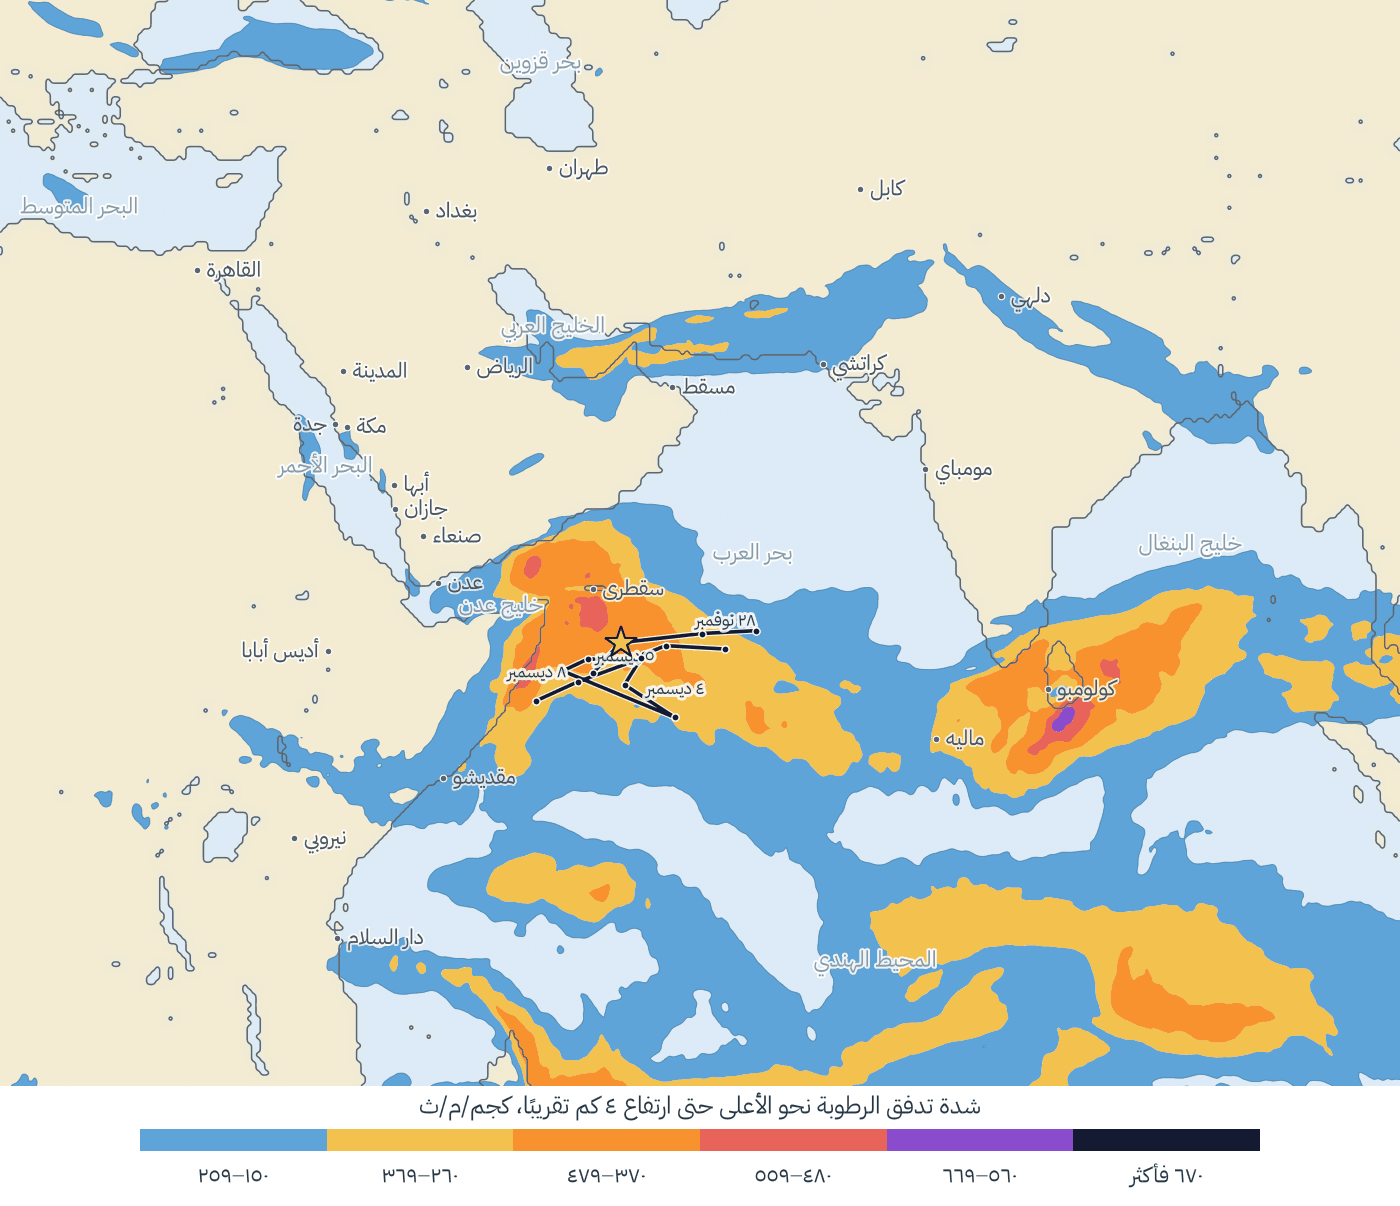 بحر قزوين
طهران
كابل
البحر المتوسط
بغداد
القاهرة
دلهي
الخليج العربي
الرياض
المدينة
كراتشي
مسقط
جدة
مكة
البحر الأحمر
أبها
جازان
صنعاء
مومباي
بحر العرب
خليج البنغال
عدن
خليج عدن
سقطرى
٢٨ نوفمبر
٥ ديسمبر
٨ ديسمبر
٤ ديسمبر
أديس أبابا
كولومبو
ماليه
مقديشو
نيروبي
دار السلام
المحيط الهندي
شدة تدفق الرطوبة نحو الأعلى حتى ارتفاع ٤ كم تقريبًا، كجم/م/ث
١٥٠–٢٥٩
٢٦٠–٣٦٩
٣٧٠–٤٧٩
٤٨٠–٥٥٩
٥٦٠–٦٦٩
٦٧٠ فأكثر